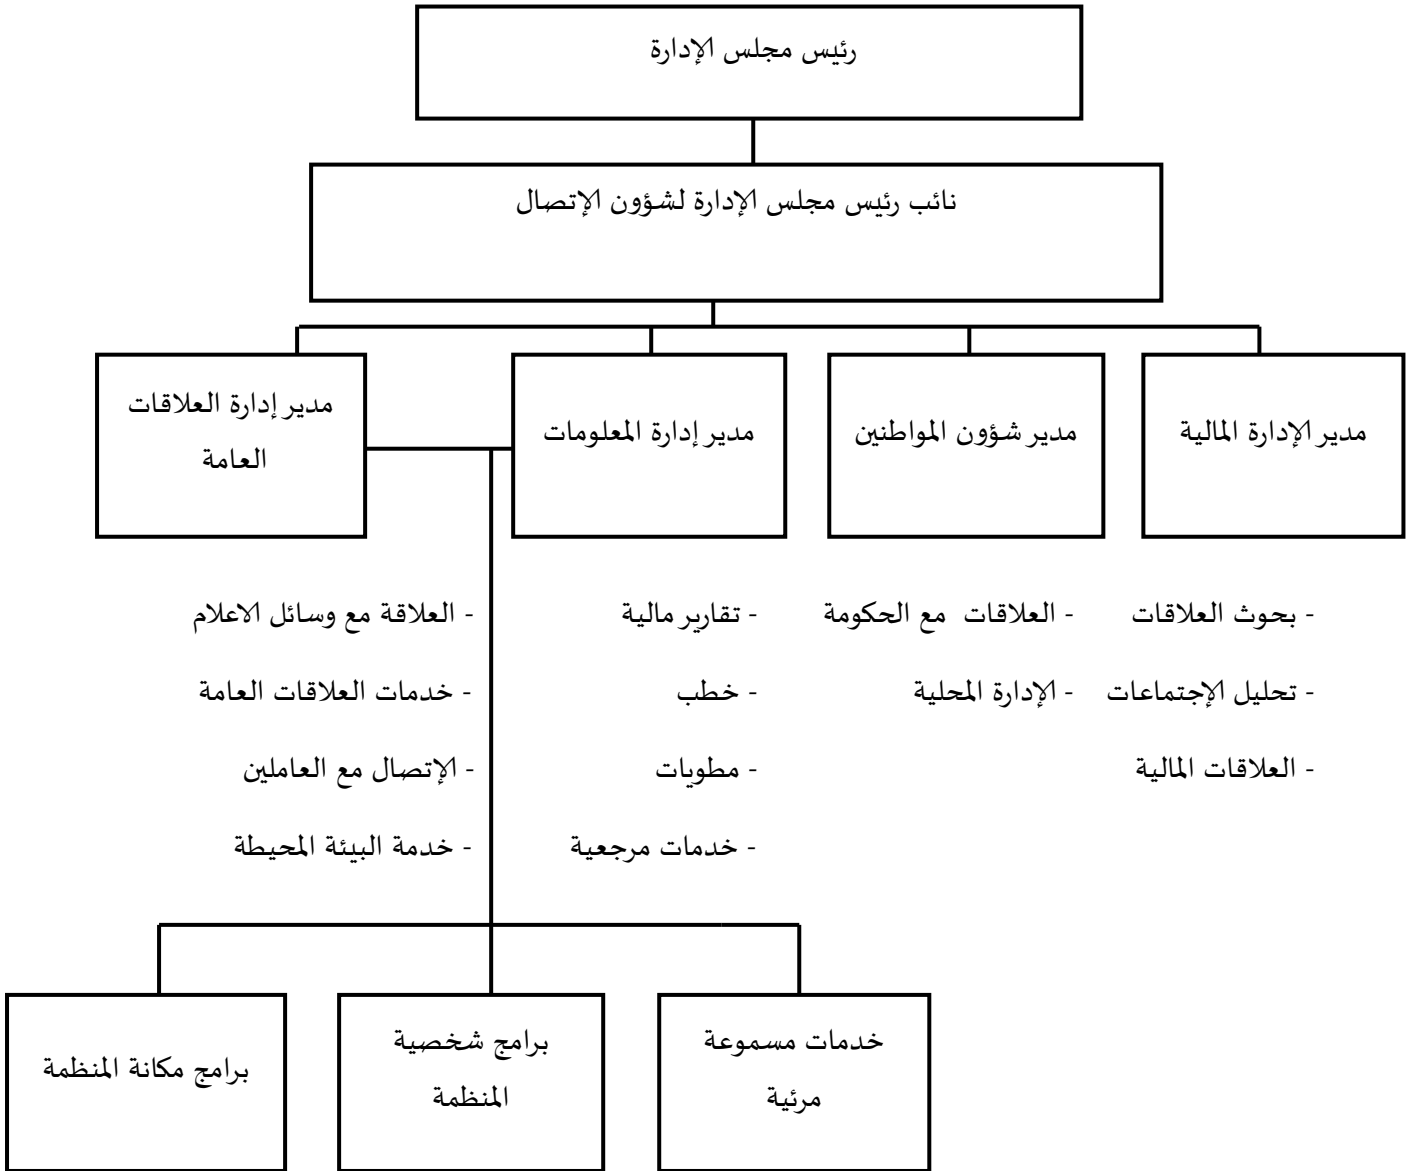 رئيس مجلس الإدارة
نائب رئيس مجلس الإدارة لشؤون الإتصال
مدير الإدارة المالية
مدير شؤون المواطنين
مدير إدارة المعلومات
مدير إدارة العلاقات
العامة
- بحوث العلاقات
- تحليل الإجتماعات
- العلاقات المالية
- العلاقات مع الحكومة
- الإدارة المحلية
- تقارير مالية
- خطب
- مطويات
- خدمات مرجعية
- العلاقة مع وسائل الاعلام
- خدمات العلاقات العامة
- الإتصال مع العاملين
- خدمة البيئة المحيطة
خدمات مسموعة
مرئية
برامج شخصية
المنظمة
برامج مكانة المنظمة